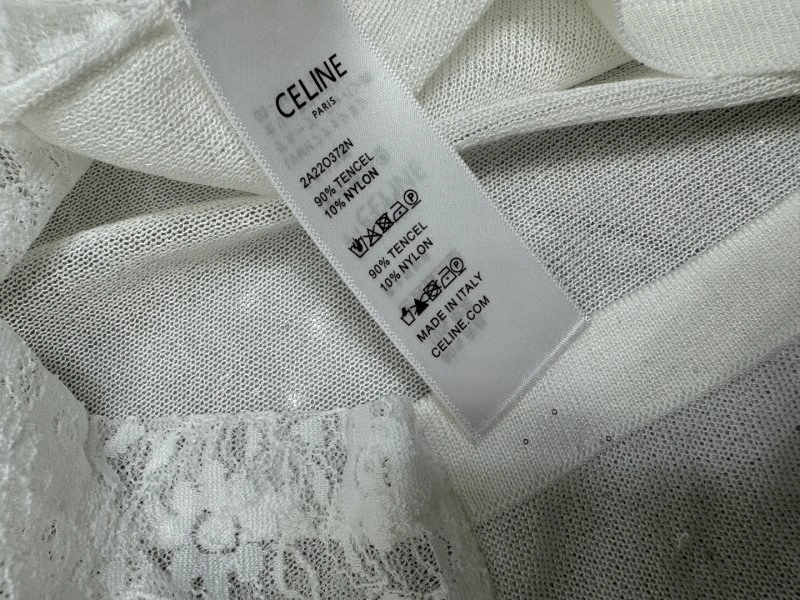 CELINE
PARIS
2A22O372N
90% TENCEL
10% NYLON
90% TENCEL
10% NYLON
MADE IN ITALY
CELINE.COM